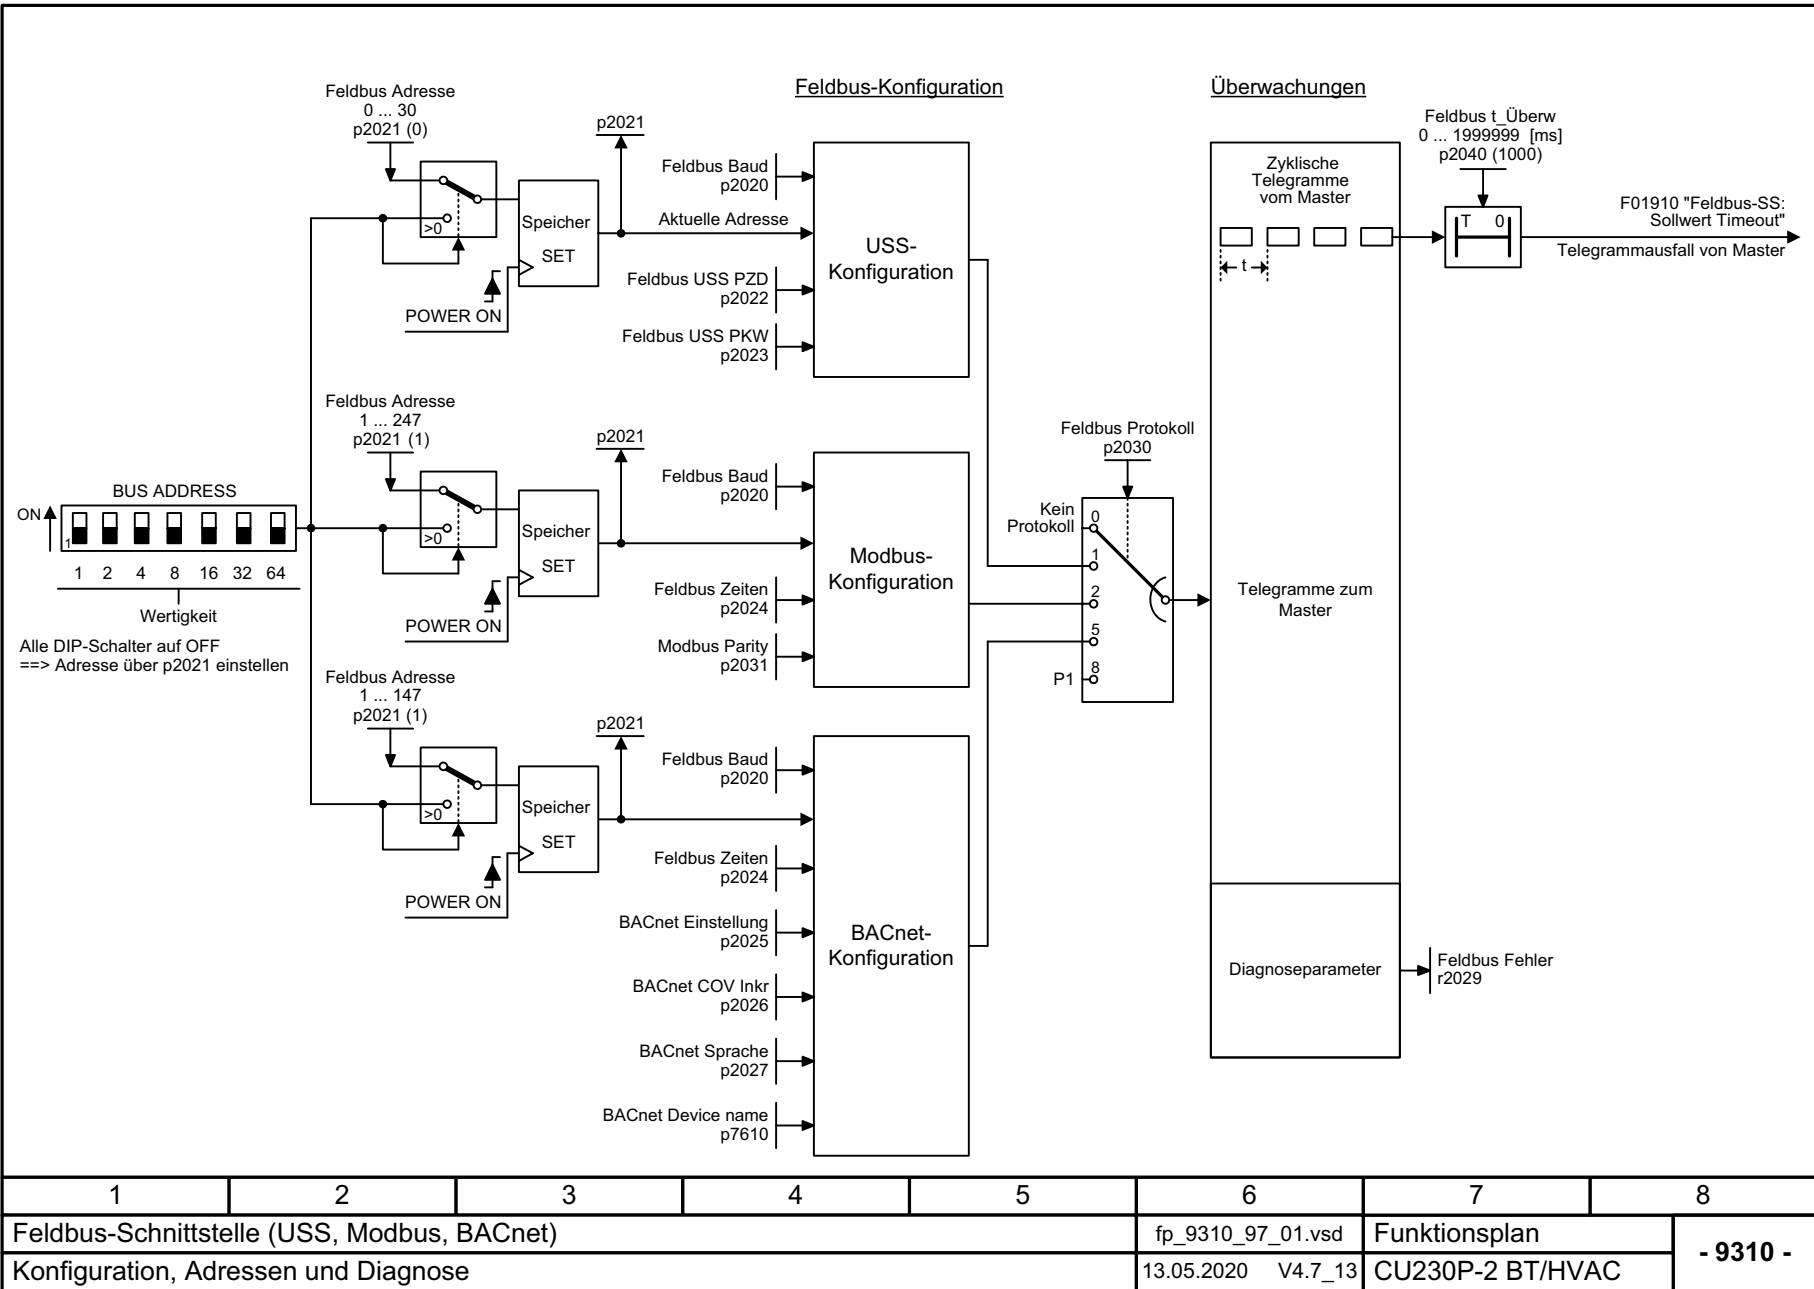 Feldbus-Konfiguration
Überwachungen
Feldbus Adresse
0 ... 30
p2021 (0)
>0
Speicher
SET
POWER ON
p2021
Feldbus Baud
p2020
Aktuelle Adresse
Feldbus USS PZD
p2022
Feldbus USS PKW
p2023
USS-
Konfiguration
Feldbus Adresse
1 ... 247
p2021 (1)
>0
Speicher
SET
POWER ON
p2021
Feldbus Baud
p2020
Feldbus Zeiten
p2024
Modbus Parity
p2031
Modbus-
Konfiguration
BUS ADDRESS
ON
1
1 2 4 8 16 32 64
Wertigkeit
Alle DIP-Schalter auf OFF
==> Adresse über p2021 einstellen
Feldbus Adresse
1 ... 147
p2021 (1)
>0
Speicher
SET
POWER ON
p2021
Feldbus Baud
p2020
Feldbus Zeiten
p2024
BACnet Einstellung
p2025
BACnet COV Inkr
p2026
BACnet Sprache
p2027
BACnet Device name
p7610
BACnet-
Konfiguration
Feldbus Protokoll
p2030
Kein
Protokoll
0
1
2
5
P1
8
Zyklische
Telegramme
vom Master
t
Telegramme zum
Master
Diagnoseparameter
Feldbus t_Überw
0 ... 1999999 [ms]
p2040 (1000)
T 0
F01910 "Feldbus-SS:
Sollwert Timeout"
Telegrammausfall von Master
Feldbus Fehler
r2029
1 2 3 4 5 6 7 8
Feldbus-Schnittstelle (USS, Modbus, BACnet)
fp_9310_97_01.vsd
Funktionsplan
- 9310 -
Konfiguration, Adressen und Diagnose
13.05.2020 V4.7_13
CU230P-2 BT/HVAC